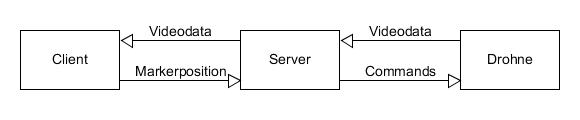 Videodata Videodata
Client Server Drohne
Markerposition Commands